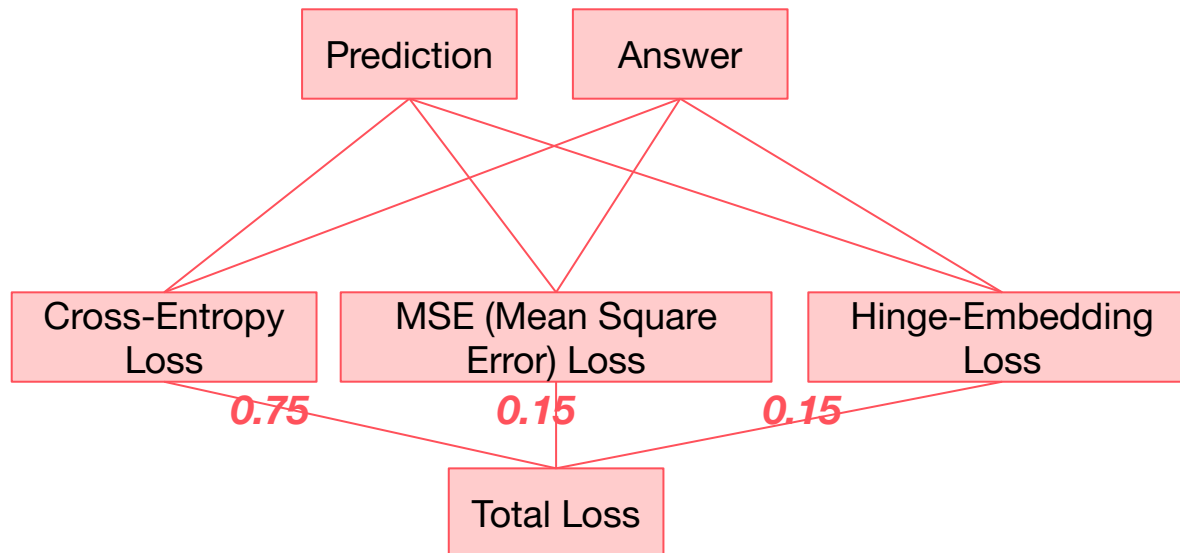 Prediction
Answer
Cross-Entropy
Loss
MSE (Mean Square
Error) Loss
Hinge-Embedding
Loss
0.75
0.15
0.15
Total Loss